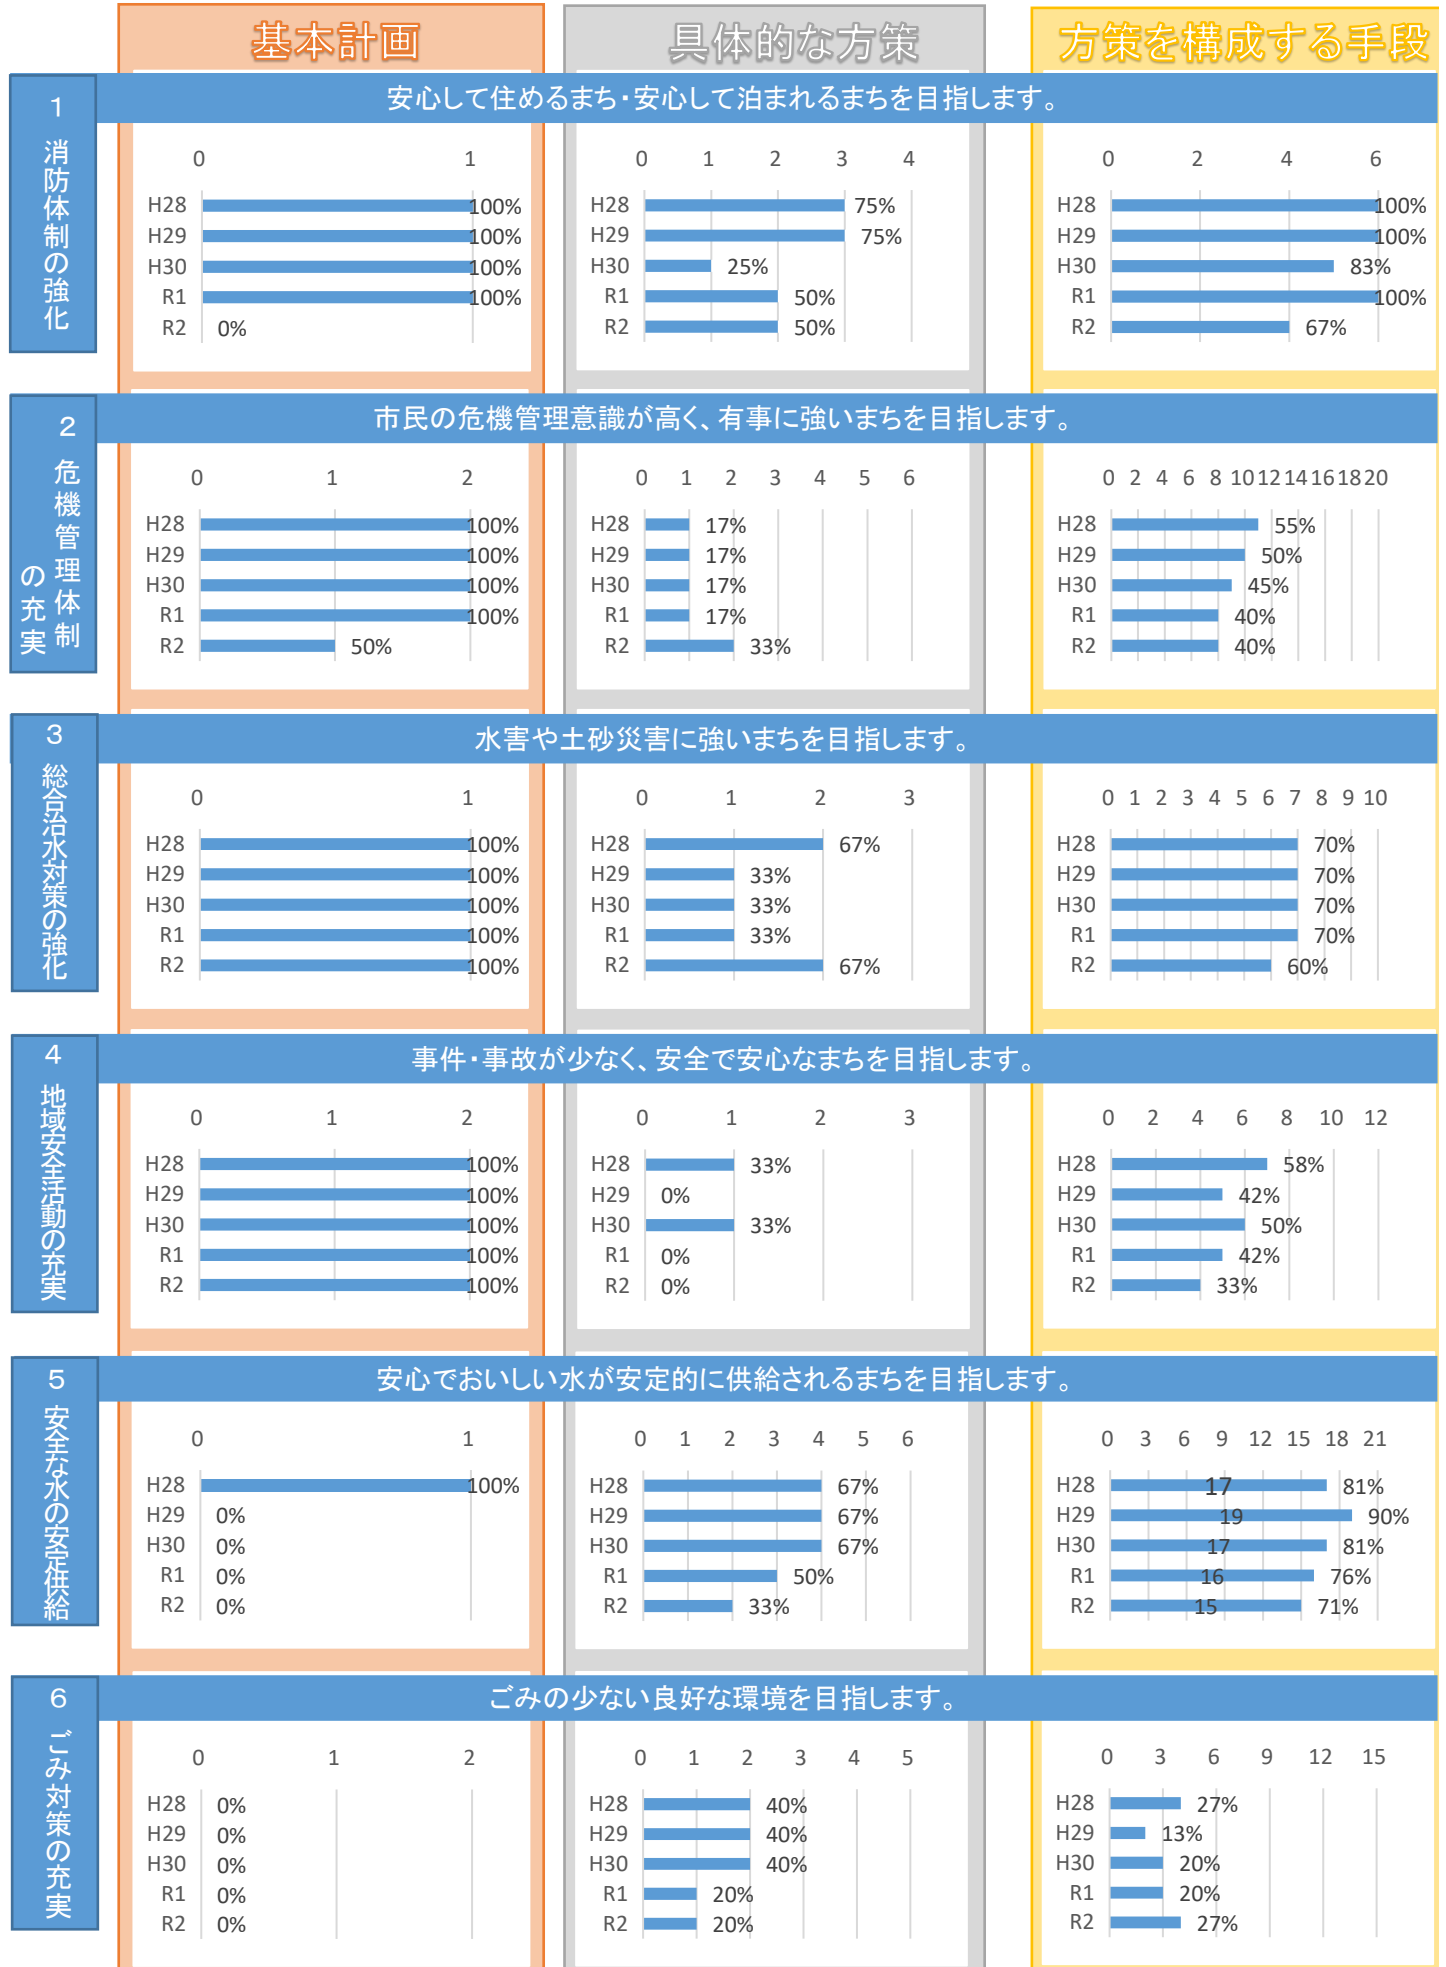 基本計画
具体的な方策
方策を構成する手段
1 消防体制の強化
安心して住めるまち・安心して泊まれるまちを目指します。
0 1
H28 100%
H29 100%
H30 100%
R1 100%
R2 0%
0 1 2 3 4
H28 75%
H29 75%
H30 25%
R1 50%
R2 50%
0 2 4 6
H28 100%
H29 100%
H30 83%
R1 100%
R2 67%
2 危機管理体制
の充実
市民の危機管理意識が高く、有事に強いまちを目指します。
0 1 2
H28 100%
H29 100%
H30 100%
R1 100%
R2 50%
0 1 2 3 4 5 6
H28 17%
H29 17%
H30 17%
R1 17%
R2 33%
0 2 4 6 8 10 12 14 16 18 20
H28 55%
H29 50%
H30 45%
R1 40%
R2 40%
3 総合治水対策の強化
水害や土砂災害に強いまちを目指します。
0 1
H28 100%
H29 100%
H30 100%
R1 100%
R2 100%
0 1 2 3
H28 67%
H29 33%
H30 33%
R1 33%
R2 67%
0 1 2 3 4 5 6 7 8 9 10
H28 70%
H29 70%
H30 70%
R1 70%
R2 60%
4 地域安全活動の充実
事件・事故が少なく、安全で安心なまちを目指します。
0 1 2
H28 100%
H29 100%
H30 100%
R1 100%
R2 100%
0 1 2 3
H28 33%
H29 0%
H30 33%
R1 0%
R2 0%
0 2 4 6 8 10 12
H28 58%
H29 42%
H30 50%
R1 42%
R2 33%
5 安全な水の安定供給
安心でおいしい水が安定的に供給されるまちを目指します。
0 1
H28 100%
H29 0%
H30 0%
R1 0%
R2 0%
0 1 2 3 4 5 6
H28 67%
H29 67%
H30 67%
R1 50%
R2 33%
0 3 6 9 12 15 18 21
H28 17 81%
H29 19 90%
H30 17 81%
R1 16 76%
R2 15 71%
6 ごみ対策の充実
ごみの少ない良好な環境を目指します。
0 1 2
H28 0%
H29 0%
H30 0%
R1 0%
R2 0%
0 1 2 3 4 5
H28 40%
H29 40%
H30 40%
R1 20%
R2 20%
0 3 6 9 12 15
H28 27%
H29 13%
H30 20%
R1 20%
R2 27%